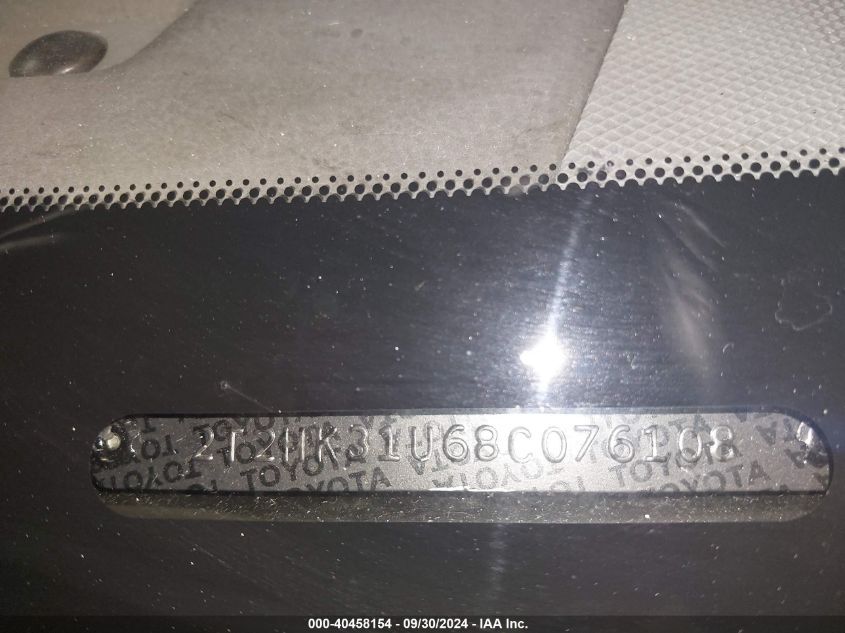 2T2HK31U68C076108
TOYOTA TOYOTA TOYOTA
000-40458154 - 09/30/2024 - IAA Inc.